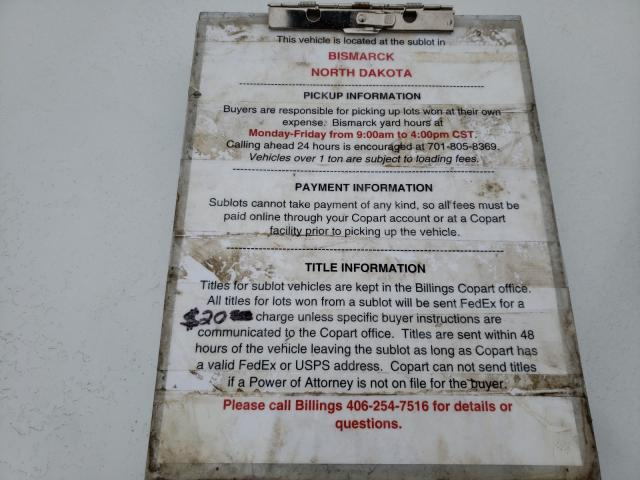 This vehicle is located at the sublot in
BISMARCK
NORTH DAKOTA
PICKUP INFORMATION
Buyers are responsible for picking up lots won at their own
expense. Bismarck yard hours at
Monday-Friday from 9:00am to 4:00pm CST.
Calling ahead 24 hours is encouraged at 701-805-8369.
Vehicles over 1 ton are subject to loading fees.
PAYMENT INFORMATION
Sublots cannot take payment of any kind, so all fees must be
paid online through your Copart account or at a Copart
facility prior to picking up the vehicle.
TITLE INFORMATION
Titles for sublot vehicles are kept in the Billings Copart office.
All titles for lots won from a sublot will be sent FedEx for a
$20 charge unless specific buyer instructions are
communicated to the Copart office. Titles are sent within 48
hours of the vehicle leaving the sublot as long as Copart has
a valid FedEx or USPS address. Copart can not send titles
if a Power of Attorney is not on file for the buyer.
Please call Billings 406-254-7516 for details or
questions.